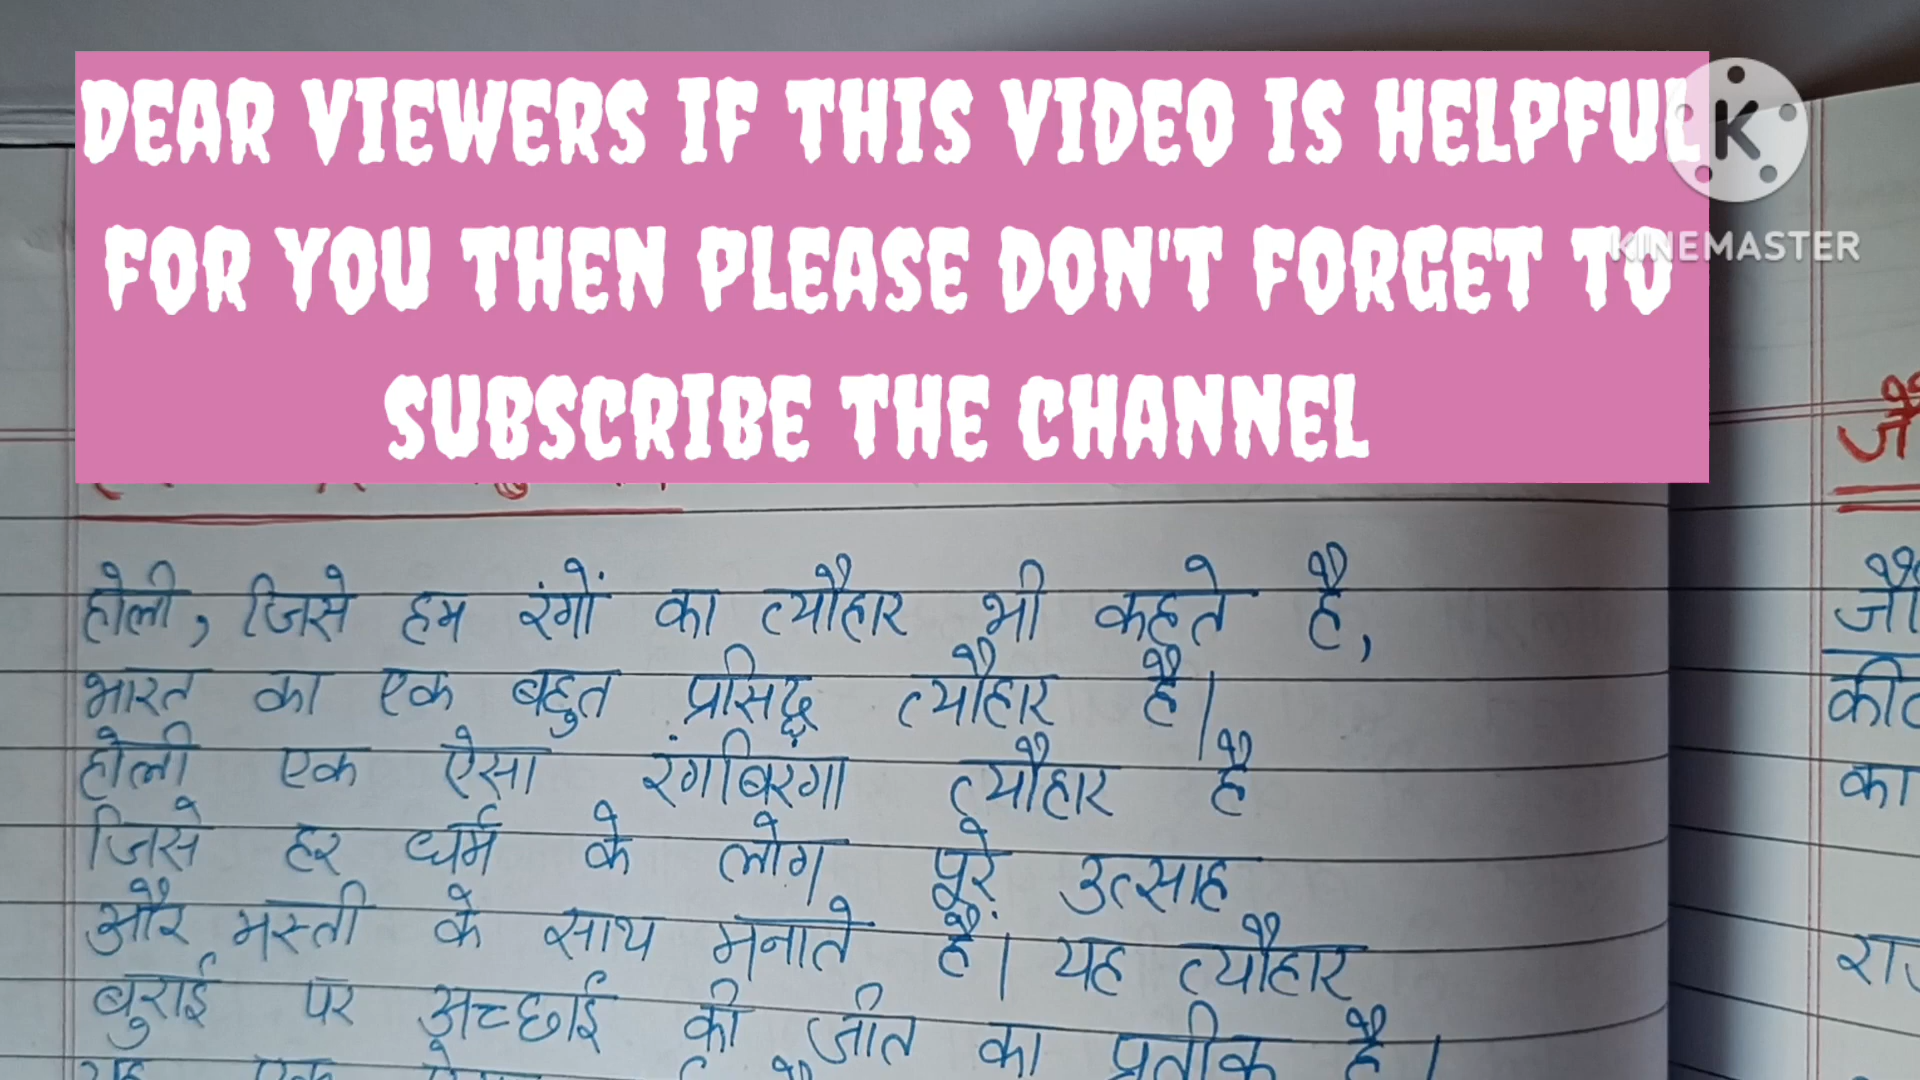 DEAR VIEWERS IF THIS VIDEO IS HELPFUL
FOR YOU THEN PLEASE DON'T FORGET TO
SUBSCRIBE THE CHANNEL
K
KINEMASTER
होली, जिसे हम रंगों का त्यौहार भी कहते है,
भारत का एक बहुत प्रसिद्ध त्यौहार है।
होली एक ऐसा रंगबिरंगा त्यौहार है
जिसे हर धर्म के लोग पूरे उत्साह
और मस्ती के साथ मनाते हैं। यह त्यौहार
बुराई पर अच्छाई की जीत का प्रतीक है।
का